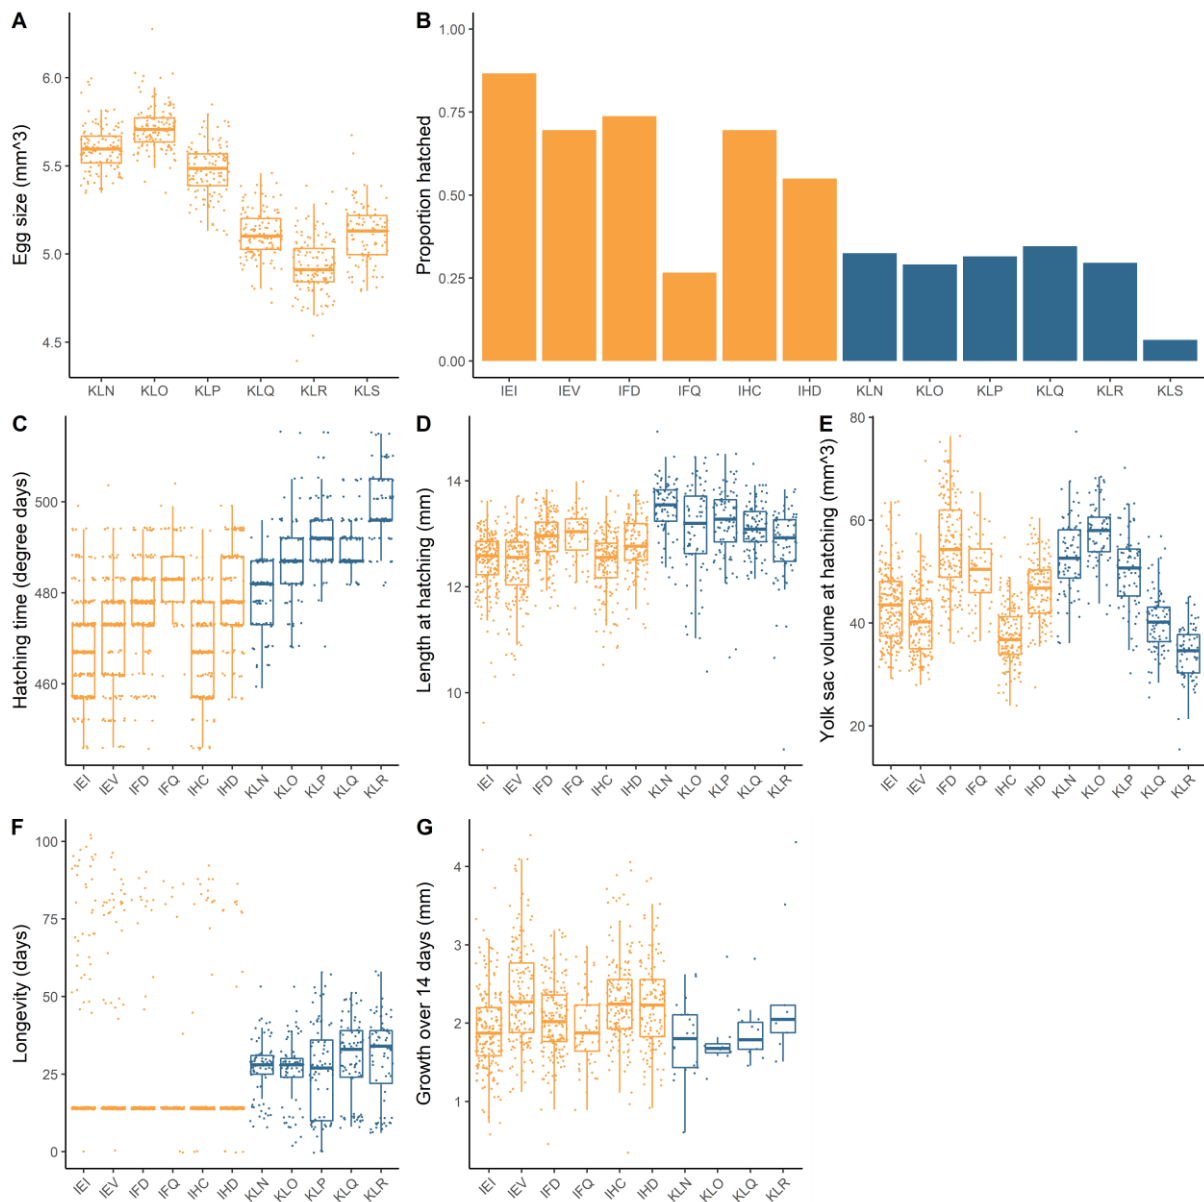 A
Egg size (mm^3)
6.0
5.5
5.0
4.5
KLN KLO KLP KLQ KLR KLS
B
Proportion hatched
1.00
0.75
0.50
0.25
0.00
IEI IEV IFD IFQ IHC IHD KLN KLO KLP KLQ KLR KLS
C
Hatching time (degree days)
500
480
460
IEI IEV IFD IFQ IHC IHD KLN KLO KLP KLQ KLR
D
Length at hatching (mm)
14
12
10
IEI IEV IFD IFQ IHC IHD KLN KLO KLP KLQ KLR
E
Yolk sac volume at hatching (mm^3)
80
60
40
20
IEI IEV IFD IFQ IHC IHD KLN KLO KLP KLQ KLR
F
Longevity (days)
100
75
50
25
0
IEI IEV IFD IFQ IHC IHD KLN KLO KLP KLQ KLR
G
Growth over 14 days (mm)
4
3
2
1
IEI IEV IFD IFQ IHC IHD KLN KLO KLQ KLR